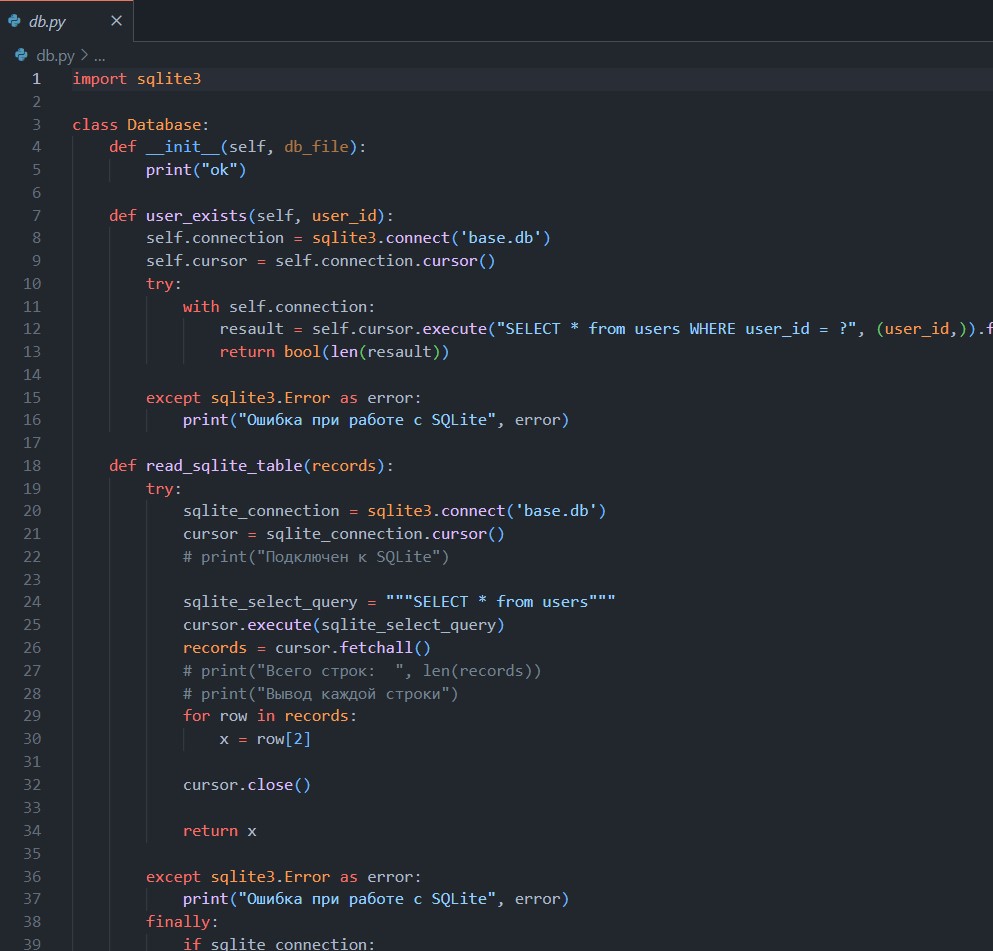 db.py
db.py > ...
1 import sqlite3
2
3 class Database:
4 def __init__(self, db_file):
5 print("ok")
6
7 def user_exists(self, user_id):
8 self.connection = sqlite3.connect('base.db')
9 self.cursor = self.connection.cursor()
10 try:
11 with self.connection:
12 resault = self.cursor.execute("SELECT * from users WHERE user_id = ?", (user_id,)).f
13 return bool(len(resault))
14
15 except sqlite3.Error as error:
16 print("Ошибка при работе с SQLite", error)
17
18 def read_sqlite_table(records):
19 try:
20 sqlite_connection = sqlite3.connect('base.db')
21 cursor = sqlite_connection.cursor()
22 # print("Подключен к SQLite")
23
24 sqlite_select_query = """SELECT * from users"""
25 cursor.execute(sqlite_select_query)
26 records = cursor.fetchall()
27 # print("Всего строк:  ", len(records))
28 # print("Вывод каждой строки")
29 for row in records:
30 x = row[2]
31
32 cursor.close()
33
34 return x
35
36 except sqlite3.Error as error:
37 print("Ошибка при работе с SQLite", error)
38 finally:
39 if sqlite_connection: